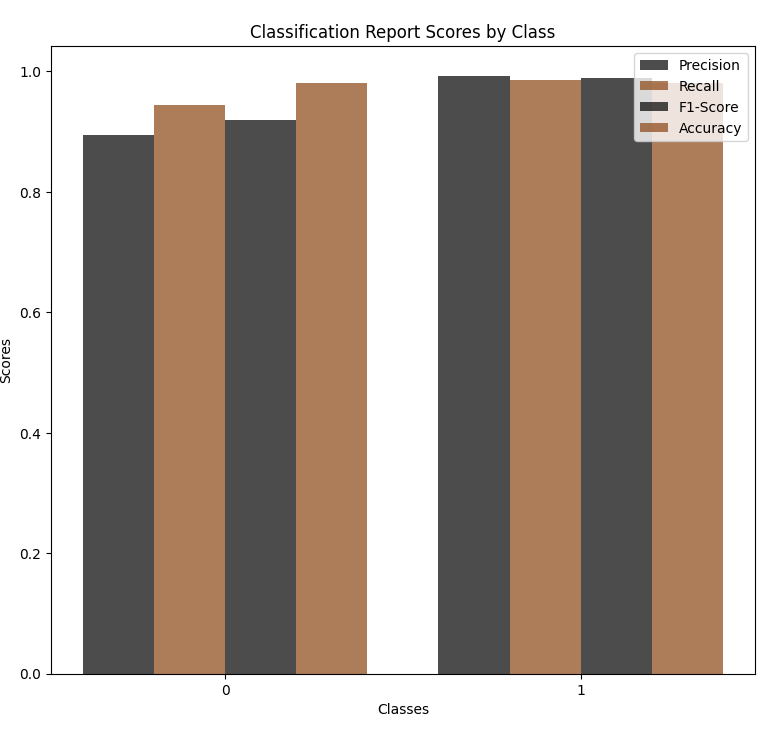 Classification Report Scores by Class
Precision
Recall
F1-Score
Accuracy
1.0
0.8
0.6
0.4
0.2
0.0
Scores
0
1
Classes